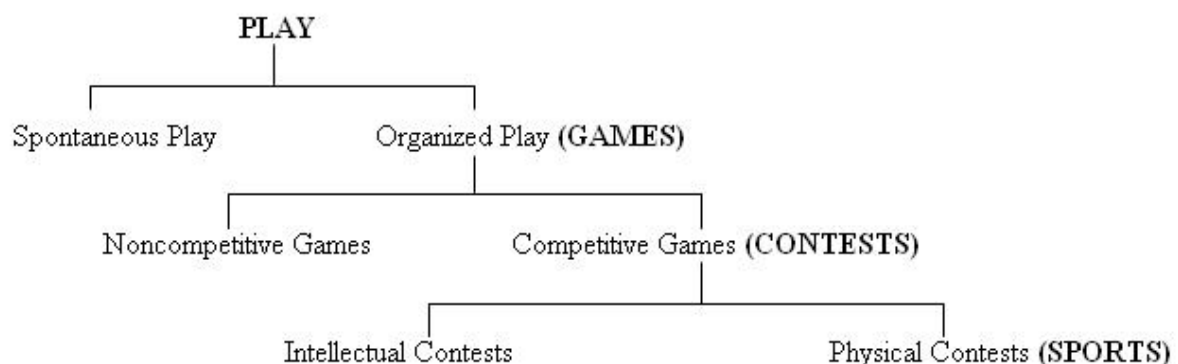 PLAY
Spontaneous Play Organized Play (GAMES)
Noncompetitive Games Competitive Games (CONTESTS)
Intellectual Contests Physical Contests (SPORTS)